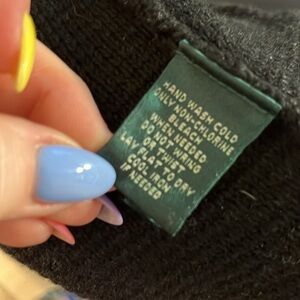 HAND WASH COLD
ONLY NON-CHLORINE
BLEACH
WHEN NEEDED
DO NOT WRING
OR TWIST
LAY FLAT TO DRY
COOL IRON
NEEDED